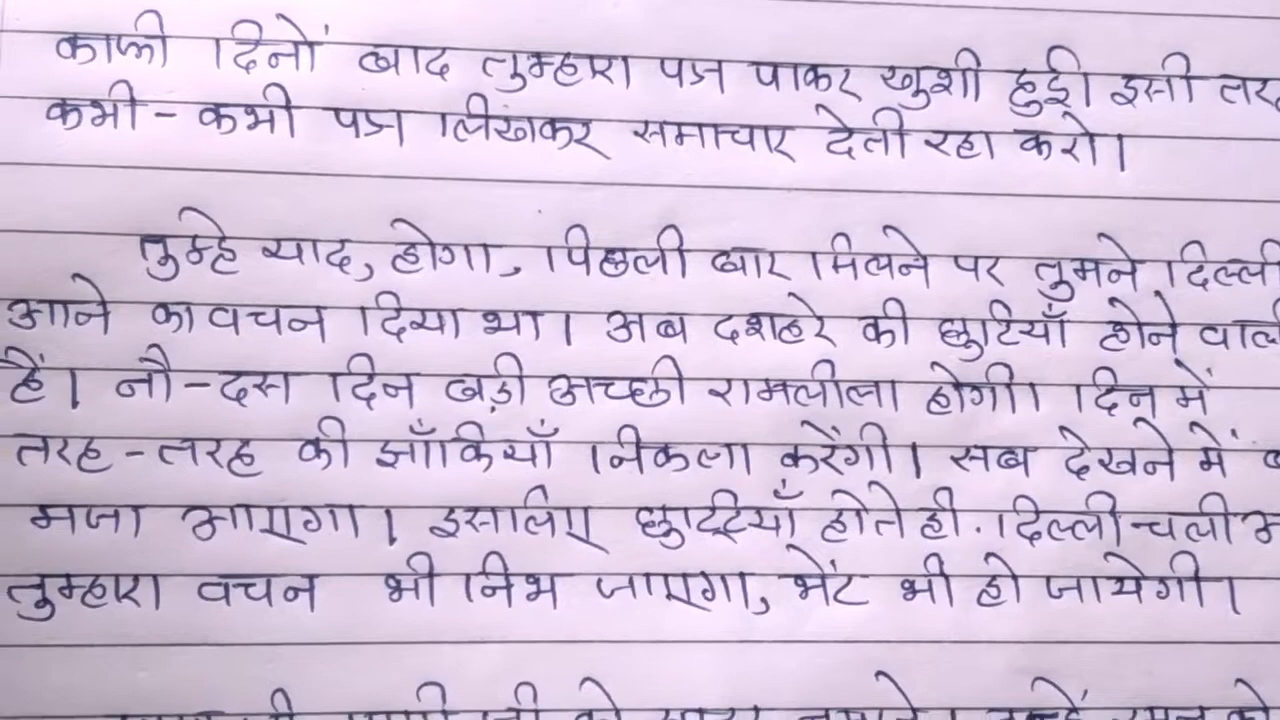 काफी दिनों बाद तुम्हारा पत्र पाकर खुशी हुई। इसी तरह
कभी - कभी पत्र लिखकर समाचार देती रहा करो।
तुम्हे याद, होगा, पिछली बार मिलने पर तुमने दिल्ली
आने का वचन दिया था। अब दशहरे की छुटियाँ होने वाली
हैं। नौ-दस दिन बड़ी अच्छी रामलीला होगी। दिन में
तरह-तरह की झाँकियाँ निकला करेंगी। सब देखने में
मजा आएगा। इसलिए छुट्टियाँ होते ही दिल्ली चली
तुम्हारा वचन भी निभ जाएगा, भेंट भी हो जायेगी।